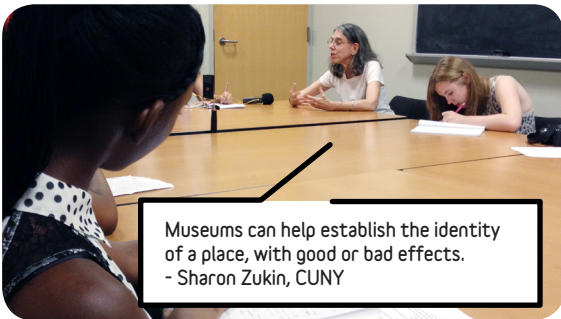 Museums can help establish the identity
of a place, with good or bad effects.
- Sharon Zukin, CUNY